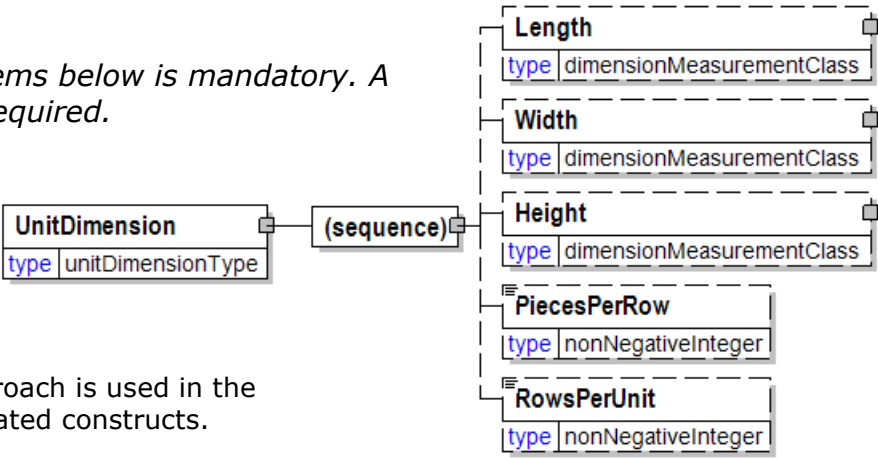 ems below is mandatory. A
equired.
UnitDimension
type unitDimensionType
(sequence)
Length
type dimensionMeasurementClass
Width
type dimensionMeasurementClass
Height
type dimensionMeasurementClass
PiecesPerRow
type nonNegativeInteger
RowsPerUnit
type nonNegativeInteger
roach is used in the
ated constructs.